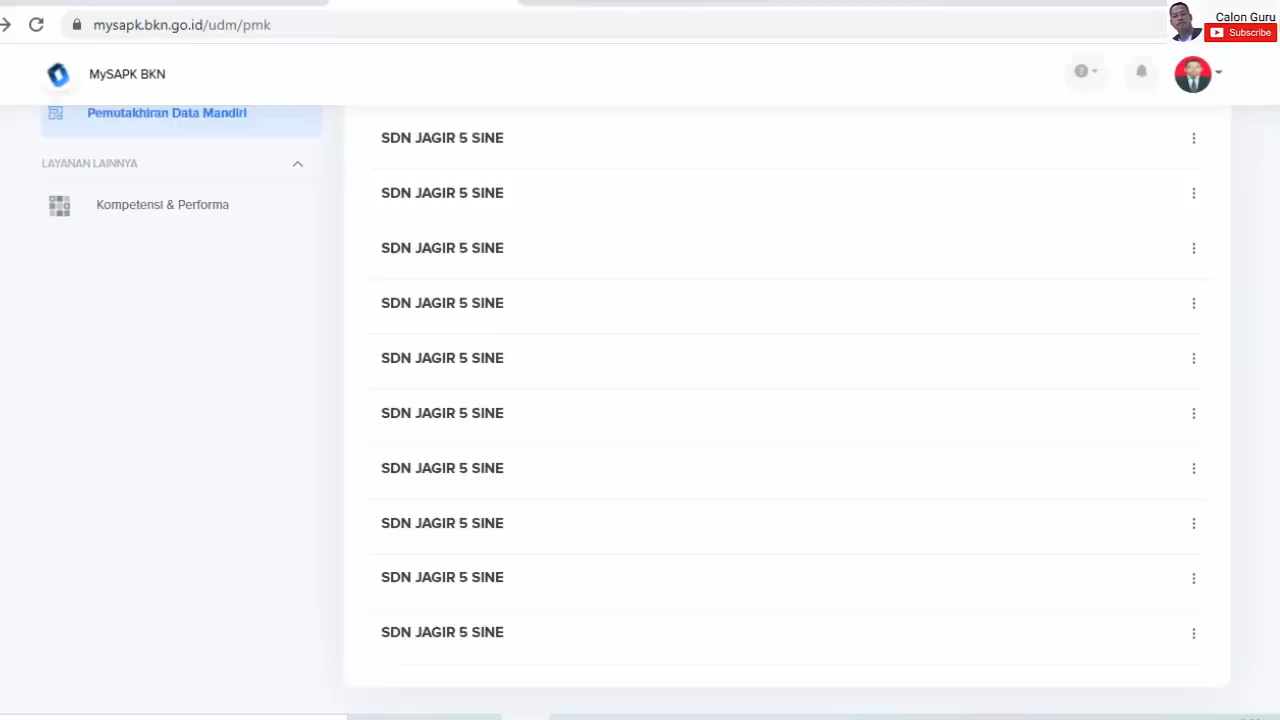 mysapk.bkn.go.id/udm/pmk
Calon Guru
Subscribe
MySAPK BKN
Pemutakhiran Data Mandiri
LAYANAN LAINNYA
Kompetensi & Performa
SDN JAGIR 5 SINE
SDN JAGIR 5 SINE
SDN JAGIR 5 SINE
SDN JAGIR 5 SINE
SDN JAGIR 5 SINE
SDN JAGIR 5 SINE
SDN JAGIR 5 SINE
SDN JAGIR 5 SINE
SDN JAGIR 5 SINE
SDN JAGIR 5 SINE